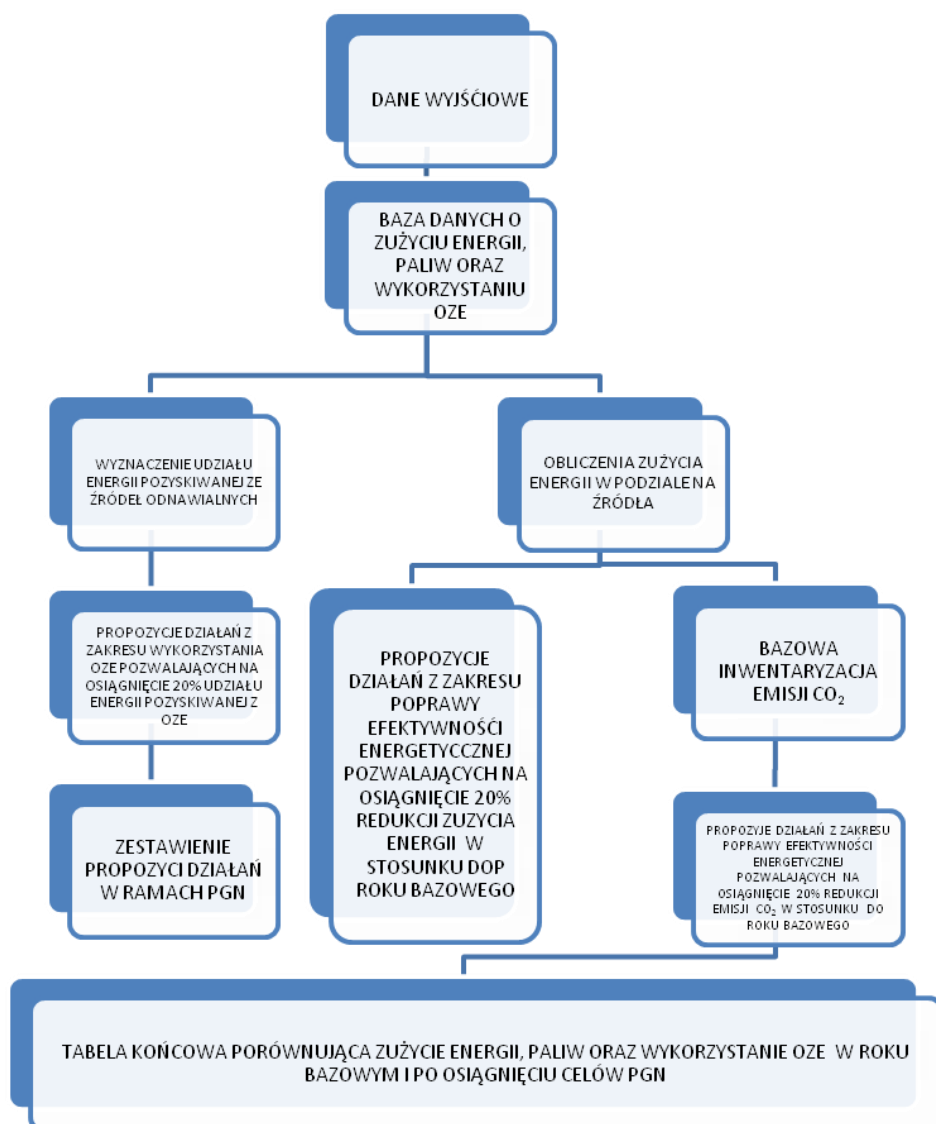 DANE WYJŚĆIOWE
BAZA DANYCH O
ZUŻYCIU ENERGII,
PALIW ORAZ
WYKORZYSTANIU
OZE
WYZNACZENIE UDZIAŁU
ENERGII POZYSKIWANEJ ZE
ŹRÓDEŁ ODNAWIALNYCH
OBLICZENIA ZUŻYCIA
ENERGII W PODZIALE NA
ŹRÓDŁA
PROPOZYCJE DZIAŁAŃ Z
ZAKRESU WYKORZYSTANIA
OZE POZWALAJĄCYCH NA
OSIĄGNIĘCIE 20% UDZIAŁU
ENERGII POZYSKIWANEJ Z
OZE
PROPOZYCJE
DZIAŁAŃ Z ZAKRESU
POPRAWY
EFEKTYWNOŚĆI
ENERGETYCCZNEJ
POZWALAJĄCYCH NA
OSIĄGNIĘCIE 20%
REDUKCJI ZUZYCIA
ENERGII W
STOSUNKU DOP
ROKU BAZOWEGO
BAZOWA
INWENTARYZACJA
EMISJI CO₂
ZESTAWIENIE
PROPOZYCI DZIAŁAŃ
W RAMACH PGN
PROPOZYJE DZIAŁAŃ Z ZAKRESU
POPRAWY EFEKTYWNOŚCI
ENERGETYCZNEJ
POZWALAJĄCYCH NA
OSIĄGNIĘCIE 20% REDUKCJI
EMISJI CO₂ W STOSUNKU DO
ROKU BAZOWEGO
TABELA KOŃCOWA PORÓWNUJĄCA ZUŻYCIE ENERGII, PALIW ORAZ WYKORZYSTANIE OZE W ROKU
BAZOWYM I PO OSIĄGNIĘCIU CELÓW PGN